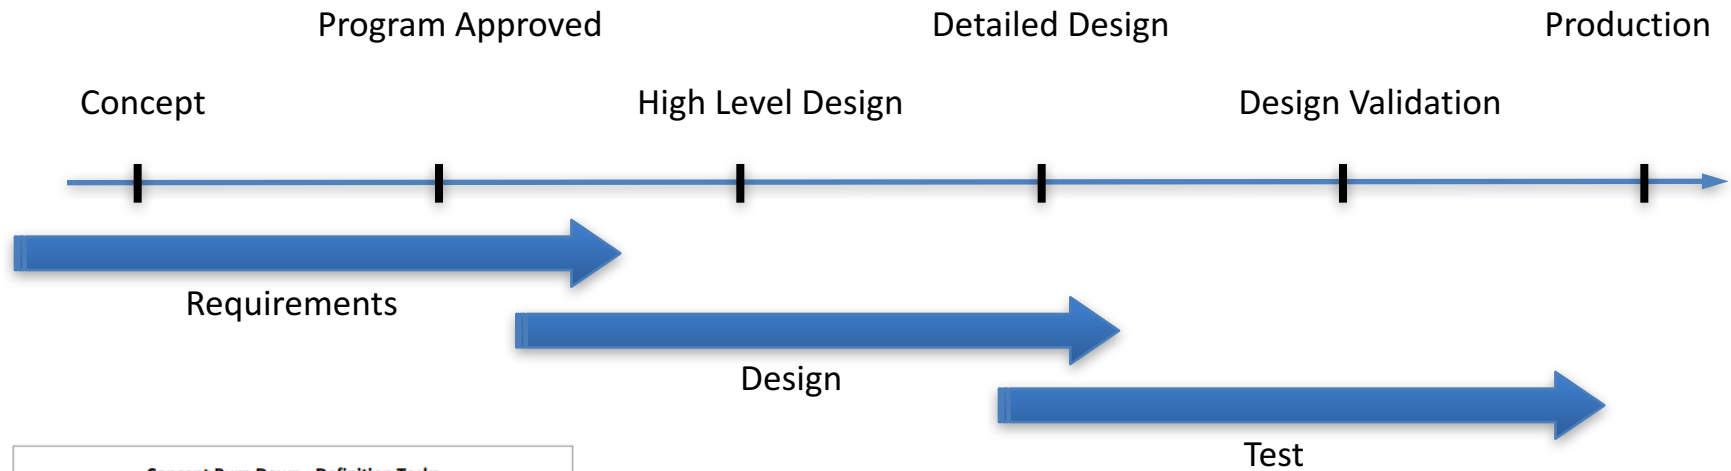 Program Approved
Detailed Design
Production
Concept
High Level Design
Design Validation
Requirements
Design
Test